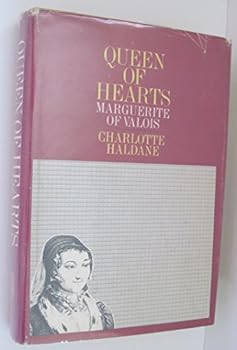 QUEEN
OF
HEARTS
MARGUERITE
OF VALOIS
CHARLOTTE
HALDANE
QUEEN OF HEARTS